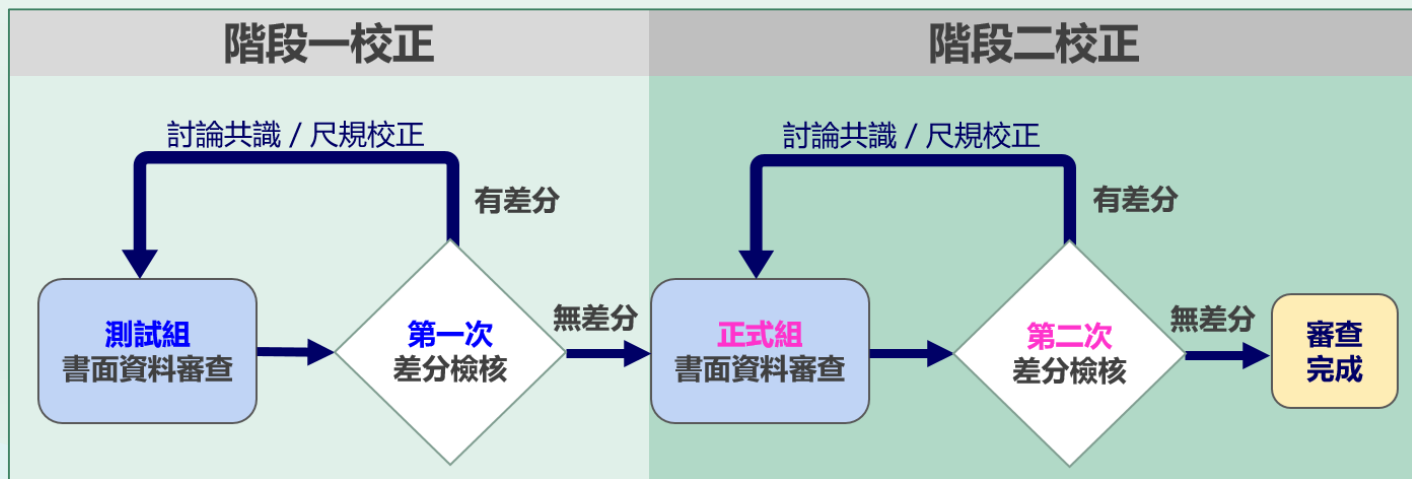 階段一校正
階段二校正
討論共識 / 尺規校正
有差分
測試組
書面資料審查
第一次
差分檢核
無差分
討論共識 / 尺規校正
有差分
正式組
書面資料審查
第二次
差分檢核
無差分
審查
完成